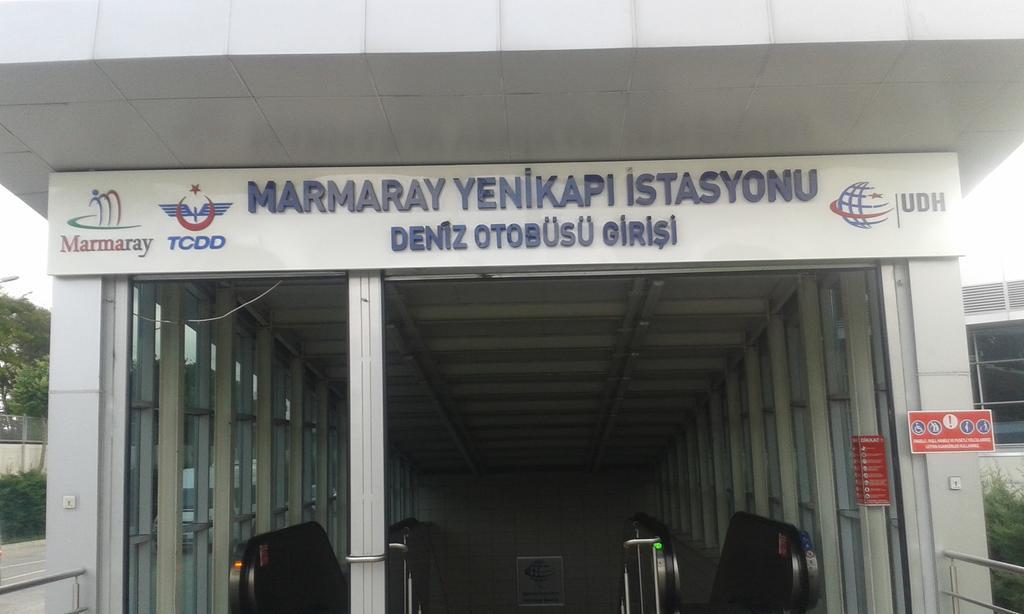 MARMARAY YENİKAPI İSTASYONU
DENİZ OTOBÜSÜ GİRİŞİ
Marmaray
TCDD
UDH
DİKKAT!